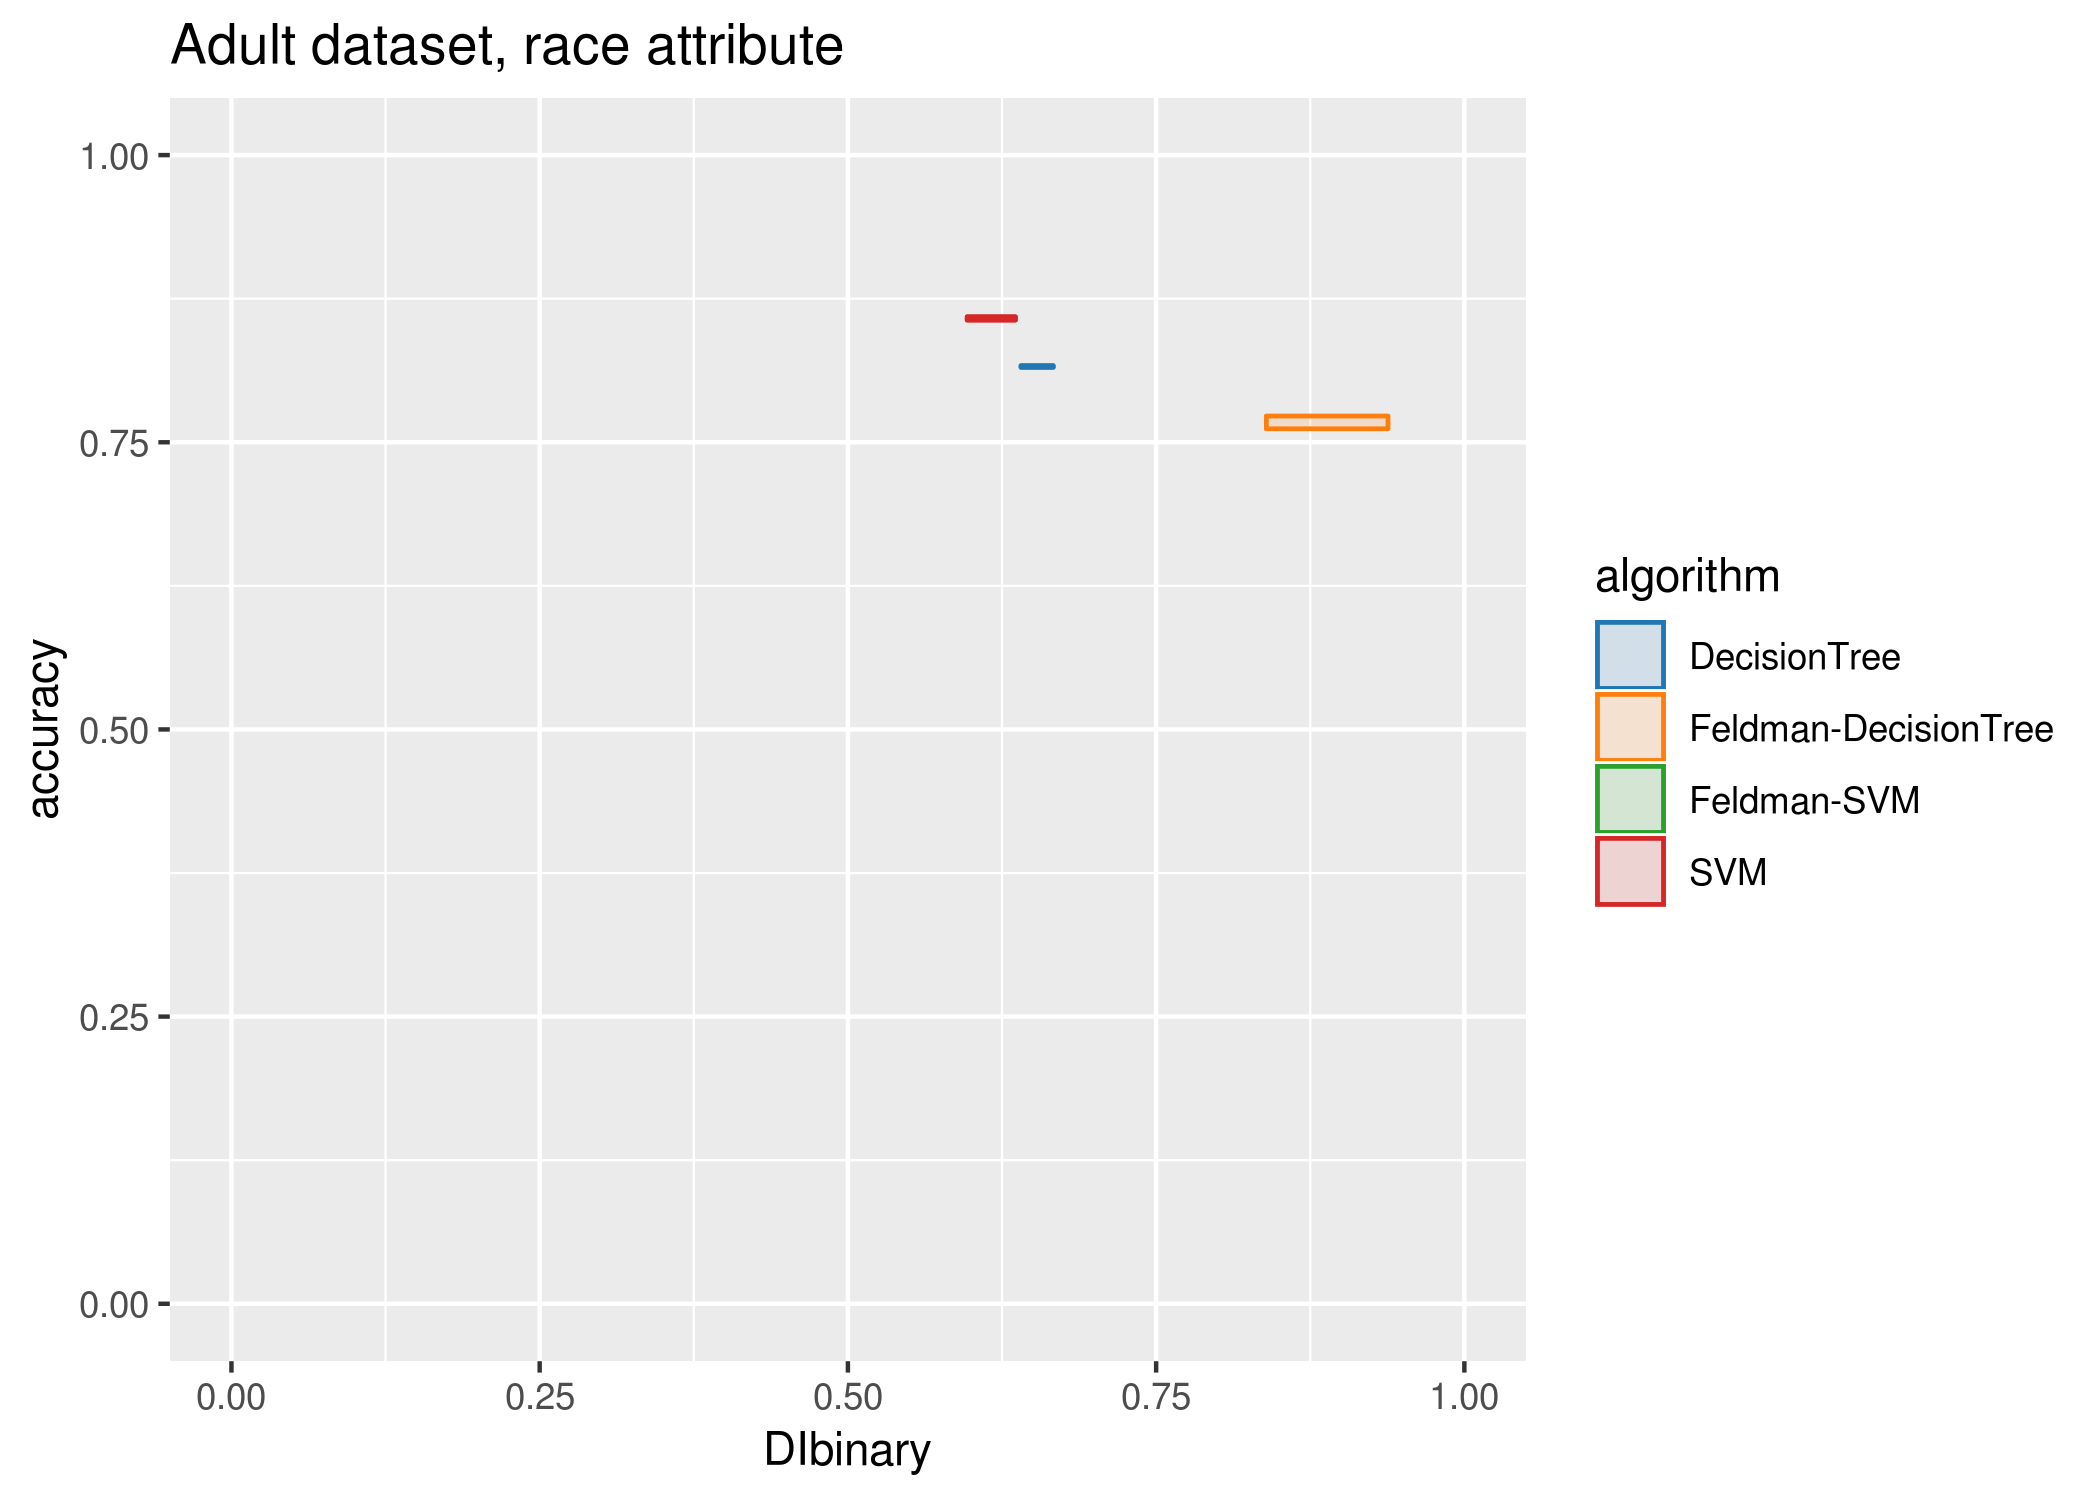 Adult dataset, race attribute
1.00
0.75
0.50
0.25
0.00
accuracy
0.00 0.25 0.50 0.75 1.00
DIbinary
algorithm
DecisionTree
Feldman-DecisionTree
Feldman-SVM
SVM